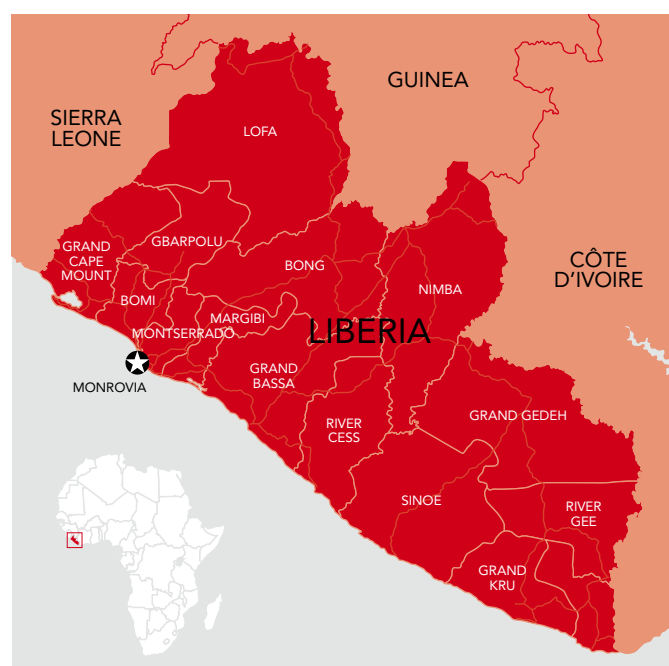 GUINEA
SIERRA
LEONE
LOFA
GRAND
CAPE
MOUNT
GBARPOLU
BONG
CÔTE
D'IVOIRE
NIMBA
BOMI
MARGIBI
MONTSERRADO
LIBERIA
GRAND
BASSA
MONROVIA
RIVER
CESS
GRAND GEDEH
SINOE
RIVER
GEE
GRAND
KRU